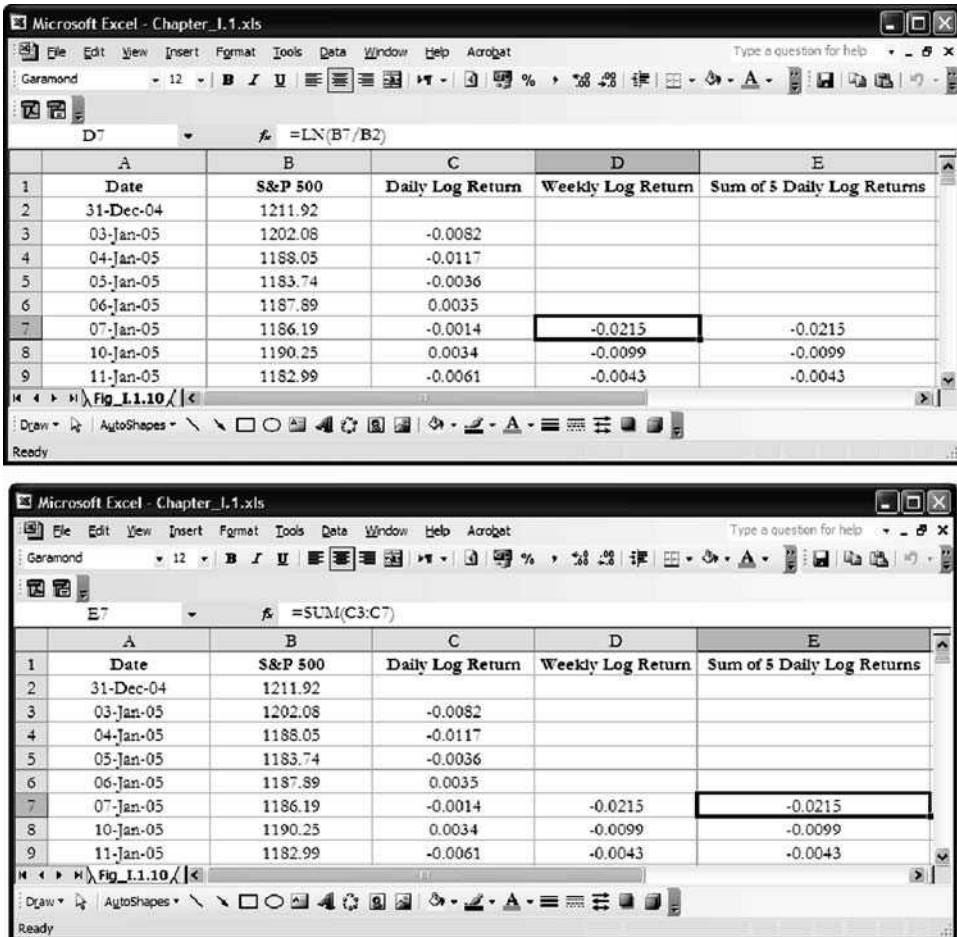 Microsoft Excel - Chapter_I.1.xls
File Edit View Insert Format Tools Data Window Help Acrobat Type a question for help
Garamond 12 B I U
D7 fx =LN(B7/B2)
A B C D E
1 Date S&P 500 Daily Log Return Weekly Log Return Sum of 5 Daily Log Returns
2 31-Dec-04 1211.92
3 03-Jan-05 1202.08 -0.0082
4 04-Jan-05 1188.05 -0.0117
5 05-Jan-05 1183.74 -0.0036
6 06-Jan-05 1187.89 0.0035
7 07-Jan-05 1186.19 -0.0014 -0.0215 -0.0215
8 10-Jan-05 1190.25 0.0034 -0.0099 -0.0099
9 11-Jan-05 1182.99 -0.0061 -0.0043 -0.0043
Fig_I.1.10
Draw AutoShapes
Ready
Microsoft Excel - Chapter_I.1.xls
File Edit View Insert Format Tools Data Window Help Acrobat Type a question for help
Garamond 12 B I U
E7 fx =SUM(C3:C7)
A B C D E
1 Date S&P 500 Daily Log Return Weekly Log Return Sum of 5 Daily Log Returns
2 31-Dec-04 1211.92
3 03-Jan-05 1202.08 -0.0082
4 04-Jan-05 1188.05 -0.0117
5 05-Jan-05 1183.74 -0.0036
6 06-Jan-05 1187.89 0.0035
7 07-Jan-05 1186.19 -0.0014 -0.0215 -0.0215
8 10-Jan-05 1190.25 0.0034 -0.0099 -0.0099
9 11-Jan-05 1182.99 -0.0061 -0.0043 -0.0043
Fig_I.1.10
Draw AutoShapes
Ready